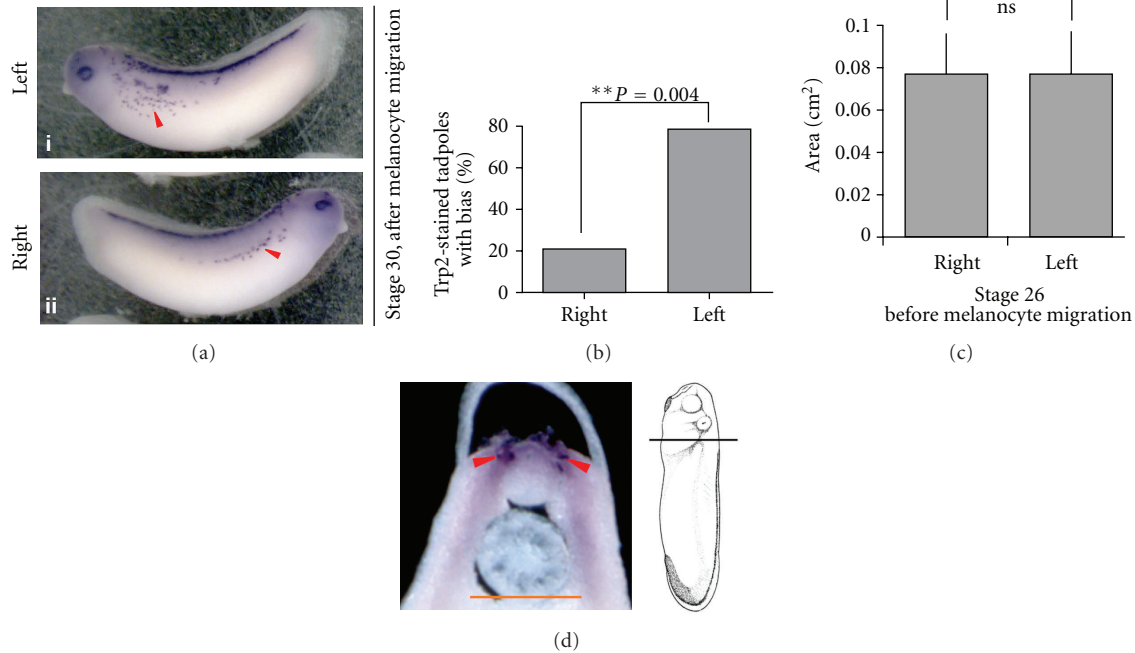 Left
i
Right
ii
Stage 30, after melanocyte migration
(a)
Trp2-stained tadpoles
with bias (%)
80
60
40
20
0
**P = 0.004
Right
Left
(b)
Area (cm²)
0.1
0.08
0.06
0.04
0.02
0
ns
Right
Left
Stage 26
before melanocyte migration
(c)
(d)